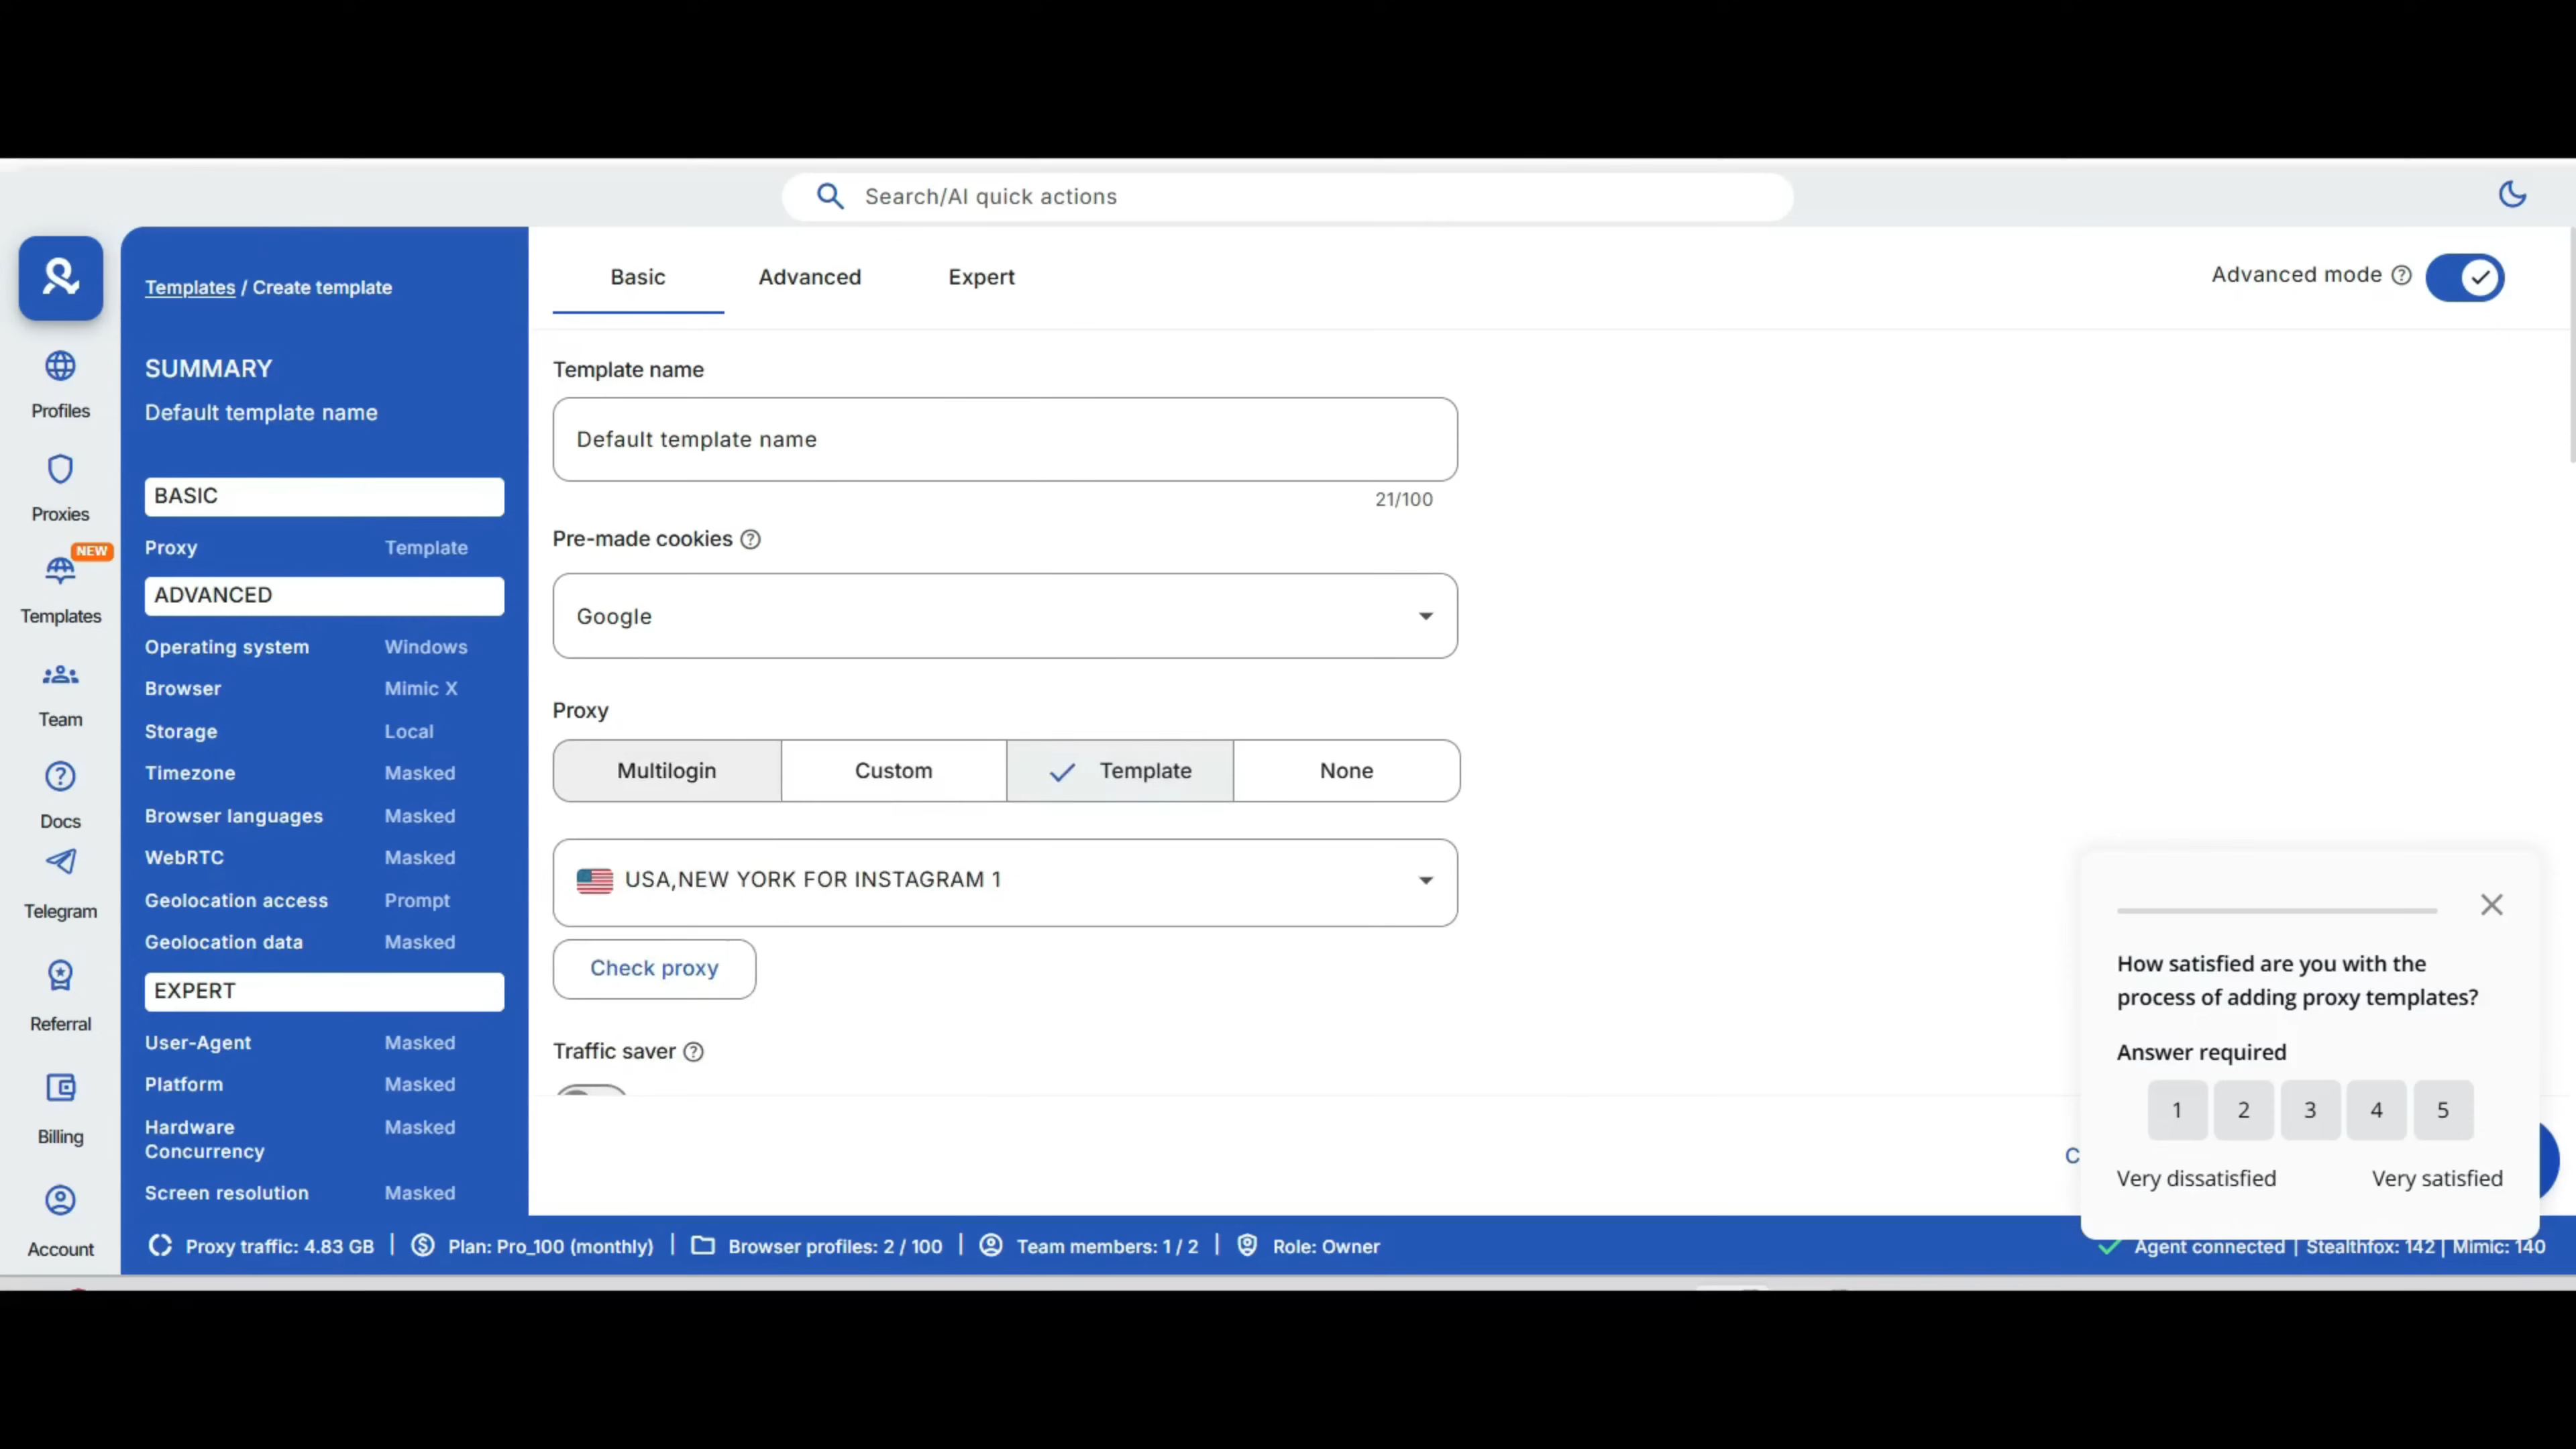 Search/AI quick actions
Profiles
Proxies
NEW
Templates
Team
Docs
Telegram
Referral
Billing
Account
Templates / Create template
SUMMARY
Default template name
BASIC
Proxy Template
ADVANCED
Operating system Windows
Browser Mimic X
Storage Local
Timezone Masked
Browser languages Masked
WebRTC Masked
Geolocation access Prompt
Geolocation data Masked
EXPERT
User-Agent Masked
Platform Masked
Hardware Masked
Concurrency
Screen resolution Masked
Basic Advanced Expert
Advanced mode
Template name
Default template name
21/100
Pre-made cookies
Google
Proxy
Multilogin Custom Template None
USA,NEW YORK FOR INSTAGRAM 1
Check proxy
Traffic saver
How satisfied are you with the
process of adding proxy templates?
Answer required
1 2 3 4 5
Very dissatisfied Very satisfied
Proxy traffic: 4.83 GB | Plan: Pro_100 (monthly) | Browser profiles: 2 / 100 | Team members: 1 / 2 | Role: Owner
Agent connected | Stealthfox: 142 | Mimic: 140